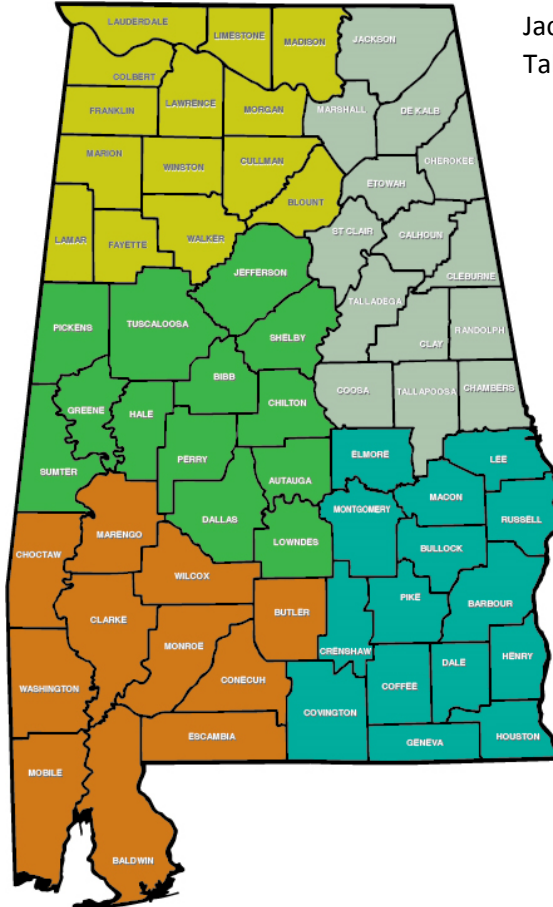 Jac
Ta
LAUDERDALE
LIMESTONE
MADISON
JACKSON
COLBERT
FRANKLIN
LAWRENCE
MORGAN
MARSHALL
DE KALB
MARION
WINSTON
CULLMAN
CHEROKEE
ETOWAH
BLOUNT
LAMAR
FAYETTE
WALKER
ST CLAIR
CALHOUN
JEFFERSON
CLEBURNE
PICKENS
TUSCALOOSA
TALLADEGA
SHELBY
CLAY
RANDOLPH
BIBB
GREENE
HALE
CHILTON
COOSA
TALLAPOOSA
CHAMBERS
SUMTER
PERRY
ELMORE
LEE
AUTAUGA
MACON
DALLAS
MONTGOMERY
RUSSELL
CHOCTAW
MARENGO
LOWNDES
BULLOCK
WILCOX
BUTLER
PIKE
BARBOUR
CLARKE
MONROE
CRENSHAW
DALE
HENRY
WASHINGTON
CONECUH
COFFEE
COVINGTON
ESCAMBIA
GENEVA
HOUSTON
MOBILE
BALDWIN